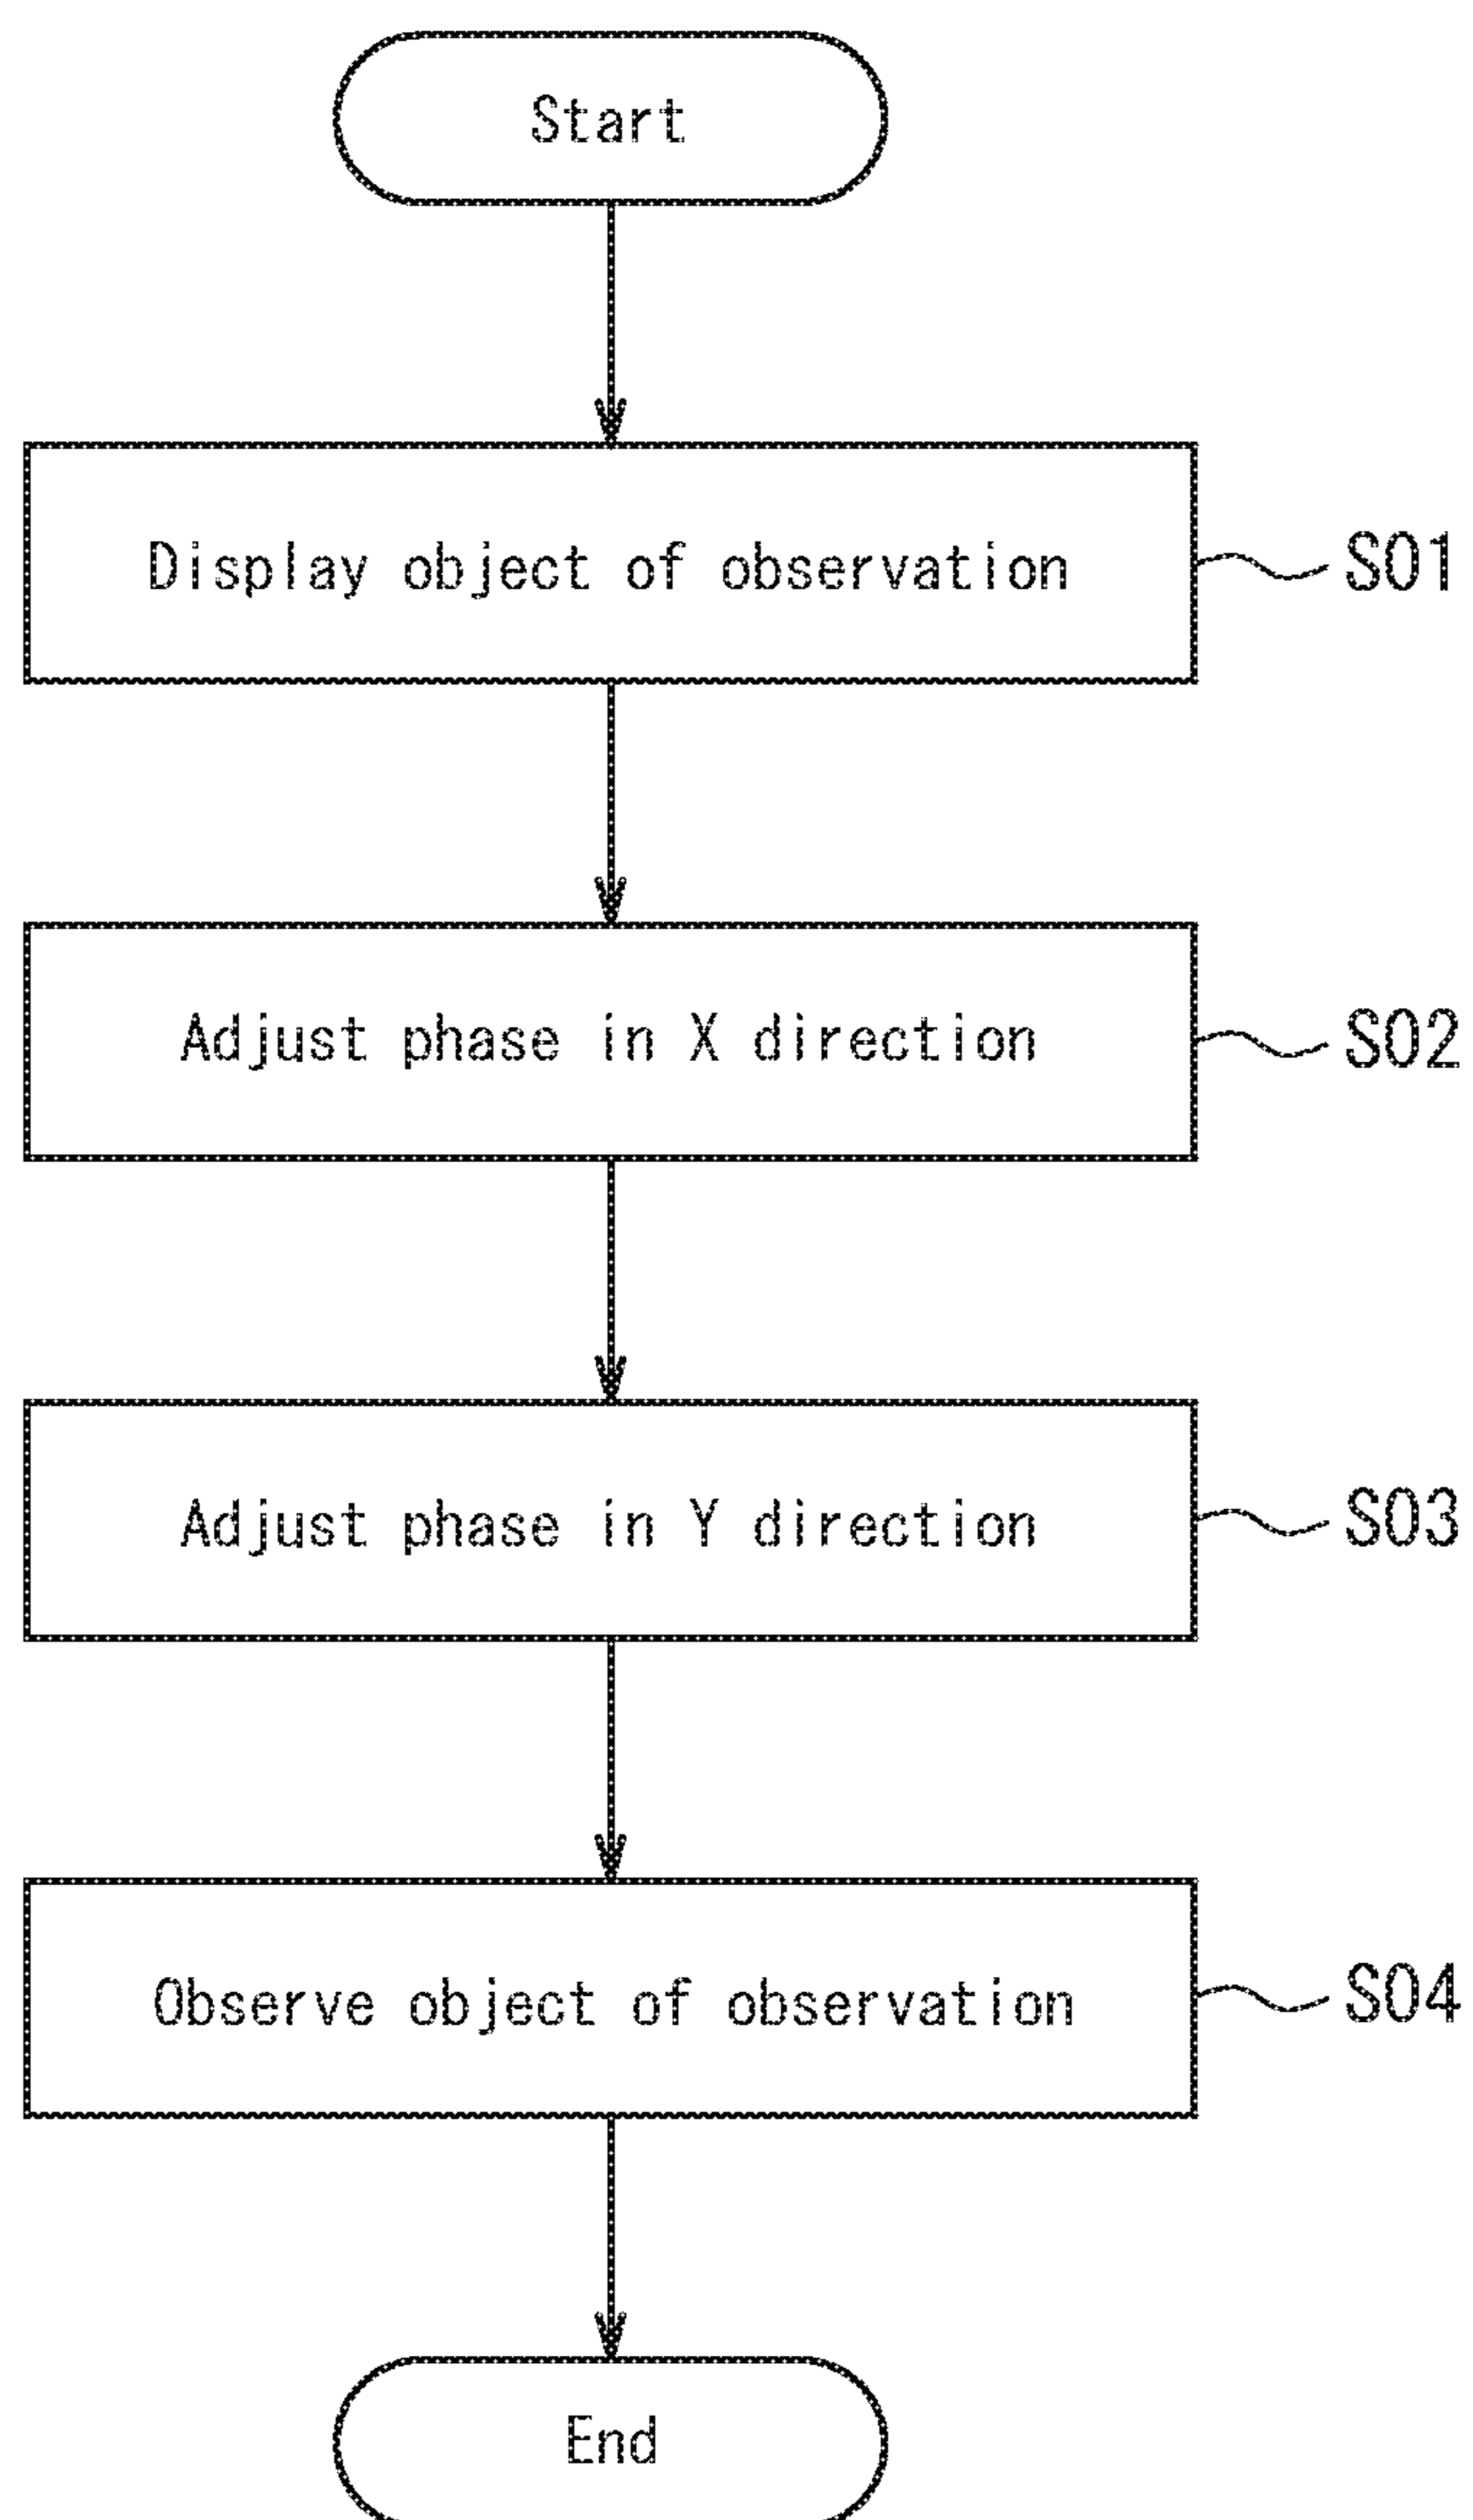 Start
Display object of observation
S01
Adjust phase in X direction
S02
Adjust phase in Y direction
S03
Observe object of observation
S04
End